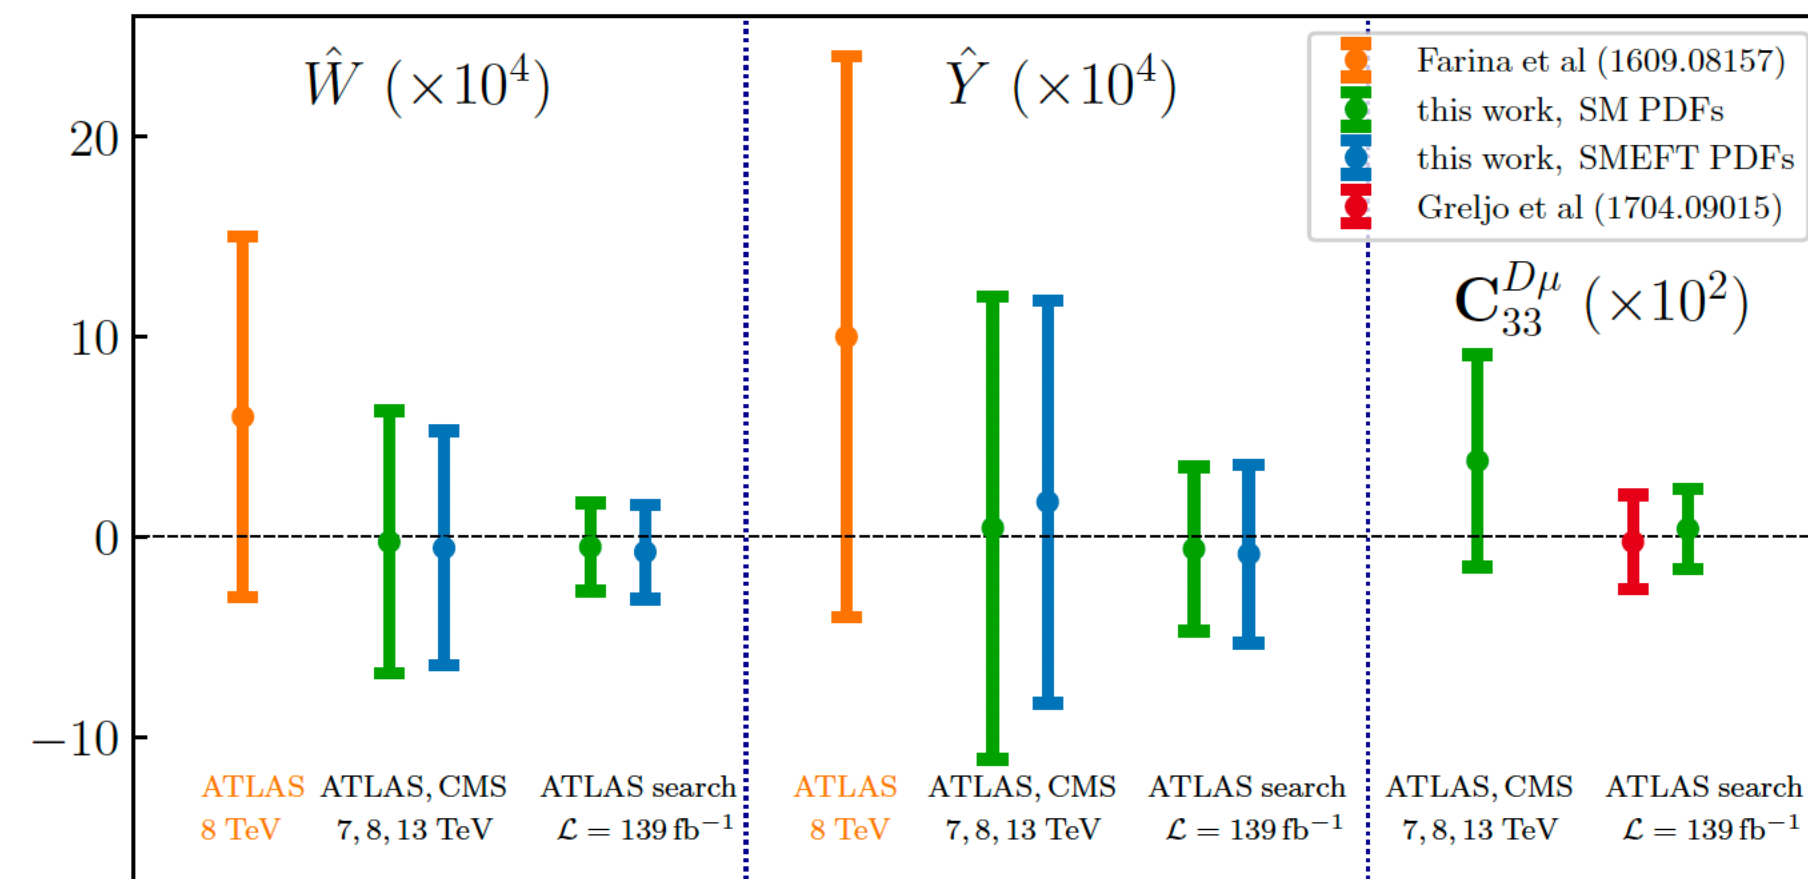 Ŵ (×10⁴)
Ŷ (×10⁴)
Farina et al (1609.08157)
this work, SM PDFs
this work, SMEFT PDFs
Greljo et al (1704.09015)
C₃₃ᴰᵘ (×10²)
20
10
0
−10
ATLAS
8 TeV
ATLAS, CMS
7, 8, 13 TeV
ATLAS search
ℒ = 139 fb⁻¹
ATLAS
8 TeV
ATLAS, CMS
7, 8, 13 TeV
ATLAS search
ℒ = 139 fb⁻¹
ATLAS, CMS
7, 8, 13 TeV
ATLAS search
ℒ = 139 fb⁻¹